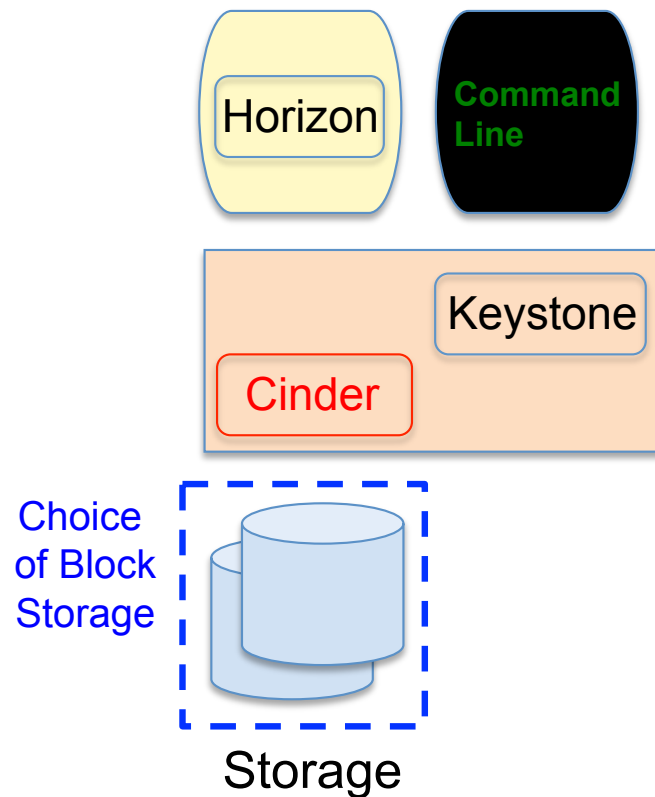 Horizon
Command
Line
Keystone
Cinder
Choice
of Block
Storage
Storage